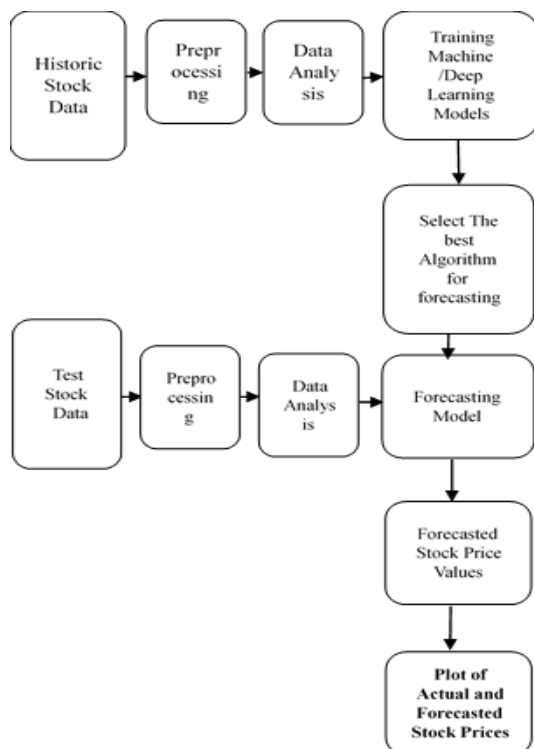 Historic
Stock
Data
Prepr
ocessi
ng
Data
Analy
sis
Training
Machine
/Deep
Learning
Models
Select The
best
Algorithm
for
forecasting
Test
Stock
Data
Prepro
cessin
g
Data
Analys
is
Forecasting
Model
Forecasted
Stock Price
Values
Plot of
Actual and
Forecasted
Stock Prices